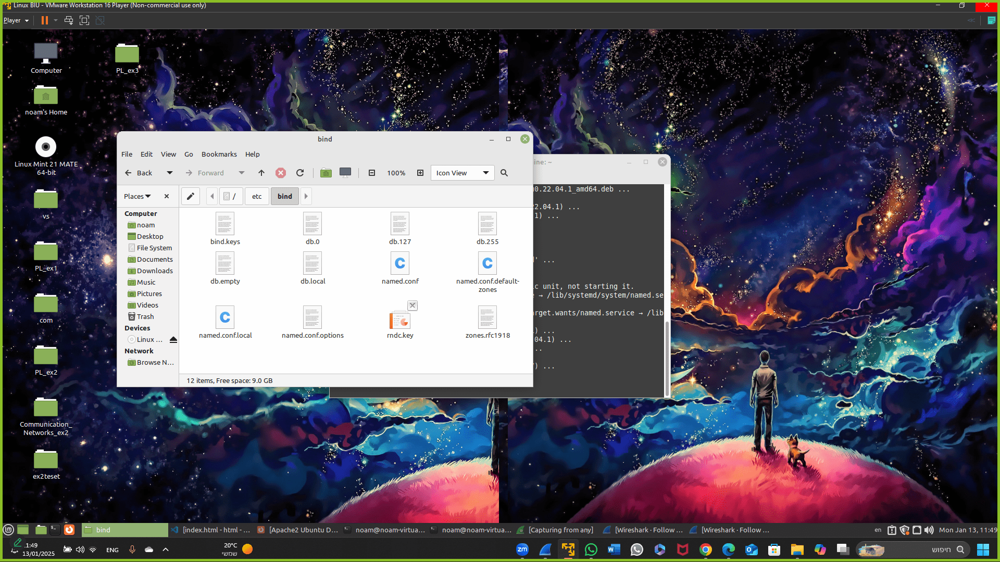 Linux BIU - VMware Workstation 16 Player (Non-commercial use only)
Player
Computer
PL_ex3
noam's Home
Linux Mint 21 MATE
64-bit
vs
PL_ex1
com
PL_ex2
Communication_
Networks_ex2
ex2teset
bind
File Edit View Go Bookmarks Help
Back Forward 100% Icon View
Places / etc bind
Computer
noam
Desktop
File System
Documents
Downloads
Music
Pictures
Videos
Trash
Devices
Linux ...
Network
Browse N...
bind.keys db.0 db.127 db.255
db.empty db.local named.conf named.conf.default-
zones
named.conf.local named.conf.options rndc.key zones.rfc1918
12 items, Free space: 9.0 GB
ine: ~
0.22.04.1_amd64.deb ...
2.04.1) ...
1) ...
' ...
c unit, not starting it.
→ /lib/systemd/system/named.se
rget.wants/named.service → /lib
) ...
04.1) ...
..
) ...
bind [index.html - html - ... [Apache2 Ubuntu D... noam@noam-virtua... noam@noam-virtua... [Capturing from any] [Wireshark · Follow ... [Wireshark · Follow ... en Mon Jan 13, 11:49
11:49
13/01/2025
ENG
20°C
שמשי
חיפוש